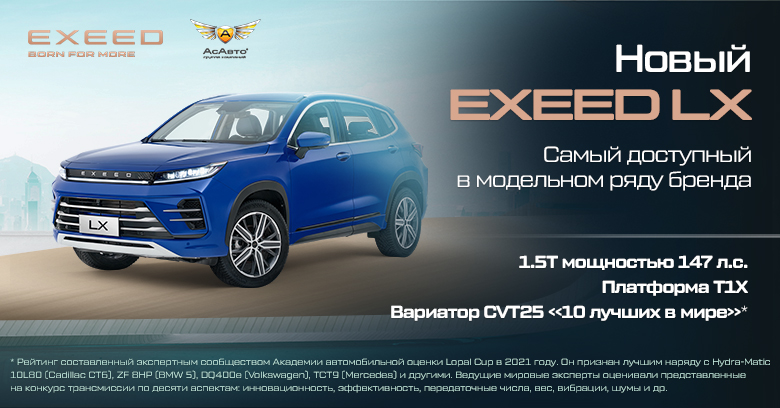 EXEED
BORN FOR MORE
АсАвто®
группа компаний
Новый
EXEED LX
Самый доступный
в модельном ряду бренда
EXEED
LX
1.5T мощностью 147 л.с.
Платформа T1X
Вариатор CVT25 «10 лучших в мире»*
* Рейтинг составленный экспертным сообществом Академии автомобильной оценки Lopal Cup в 2021 году. Он признан лучшим наряду с Hydra-Matic
10L80 (Cadillac CT6), ZF 8HP (BMW 5), DQ400e (Volkswagen), TCT9 (Mercedes) и другими. Ведущие мировые эксперты оценивали представленные
на конкурс трансмиссии по десяти аспектам: инновационность, эффективность, передаточные числа, вес, вибрации, шумы и др.